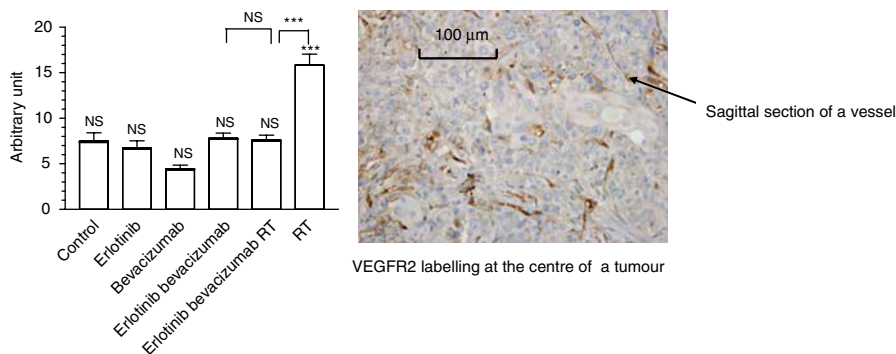 NS
***
***
20
15
10
5
0
Arbitrary unit
NS
NS
NS
NS
NS
Control
Erlotinib
Bevacizumab
Erlotinib bevacizumab
Erlotinib bevacizumab RT
RT
100 μm
Sagittal section of a vessel
VEGFR2 labelling at the centre of a tumour